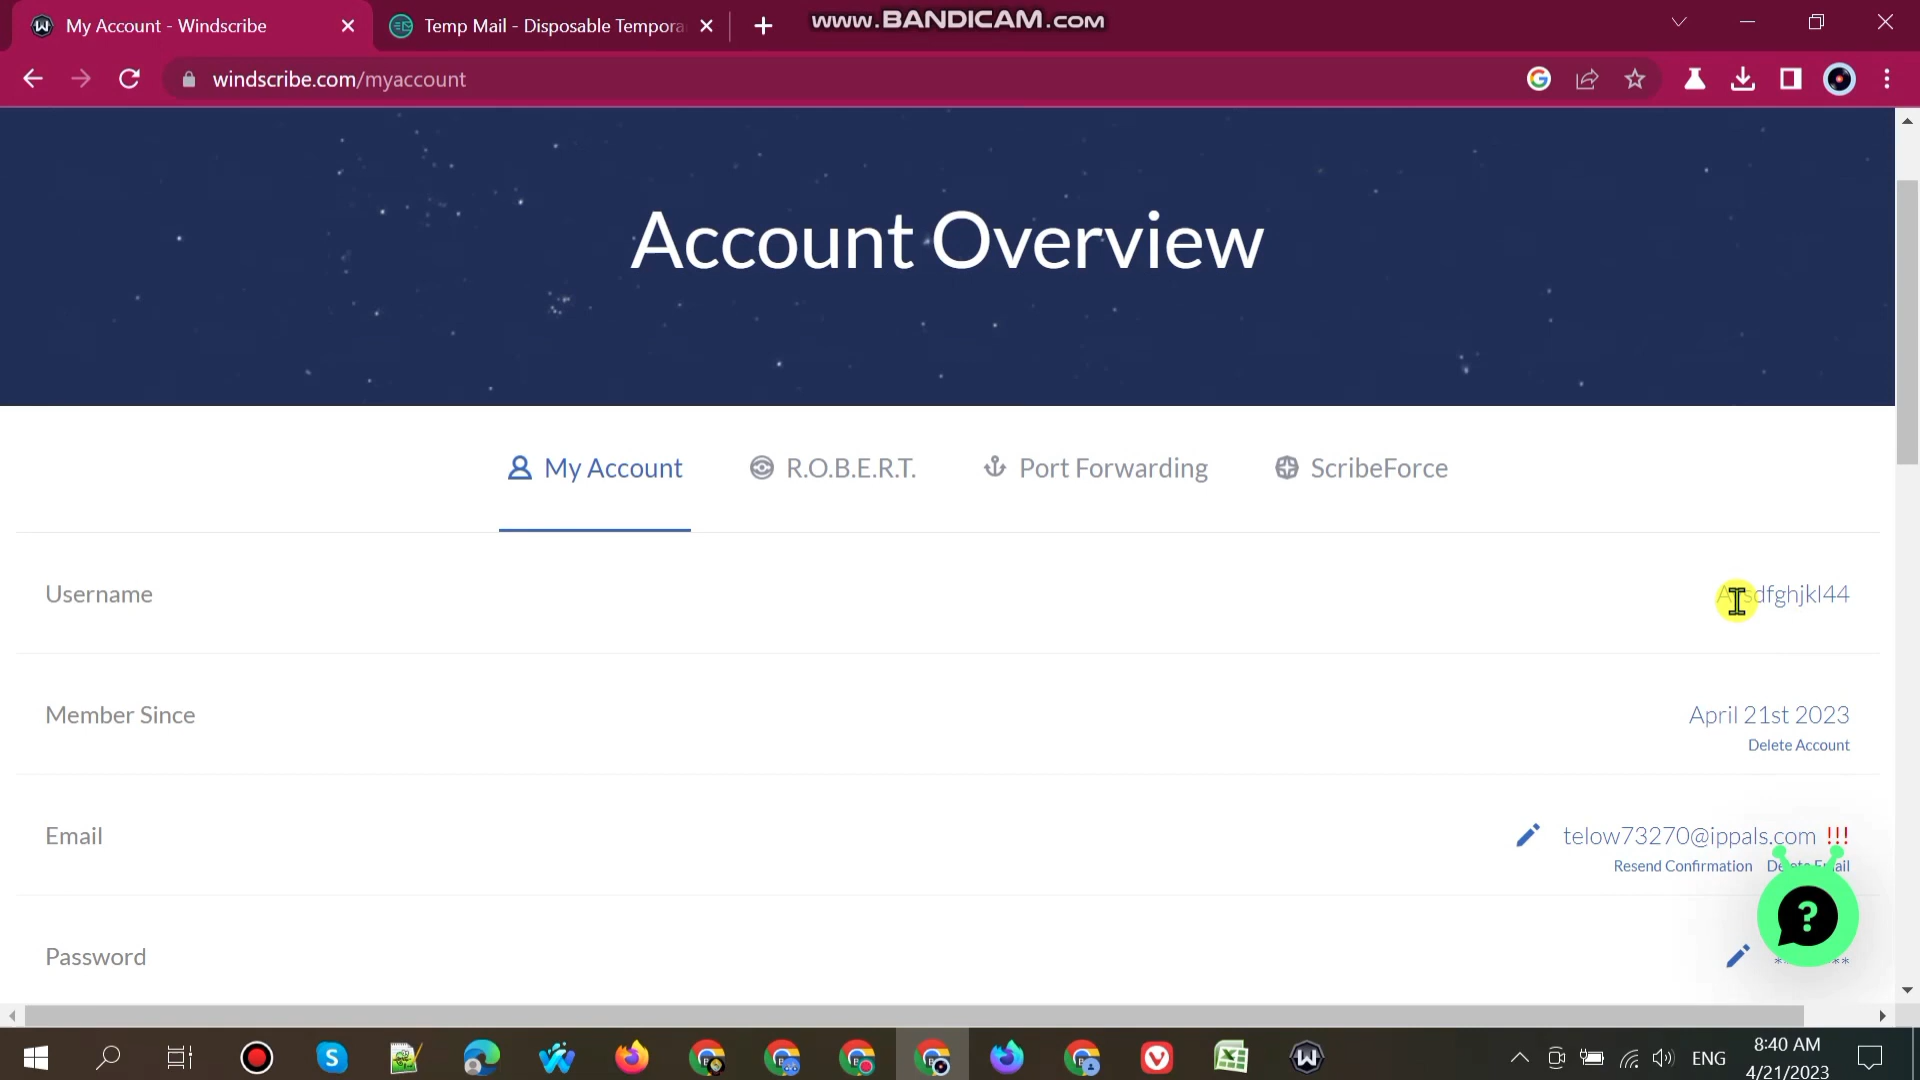 My Account - Windscribe
Temp Mail - Disposable Tempora
www.BANDICAM.com
windscribe.com/myaccount
Account Overview
My Account
R.O.B.E.R.T.
Port Forwarding
ScribeForce
Username
Member Since
April 21st 2023
Delete Account
Email
telow73270@ippals.com !!!
Resend Confirmation
Password
ENG
8:40 AM
4/21/2023